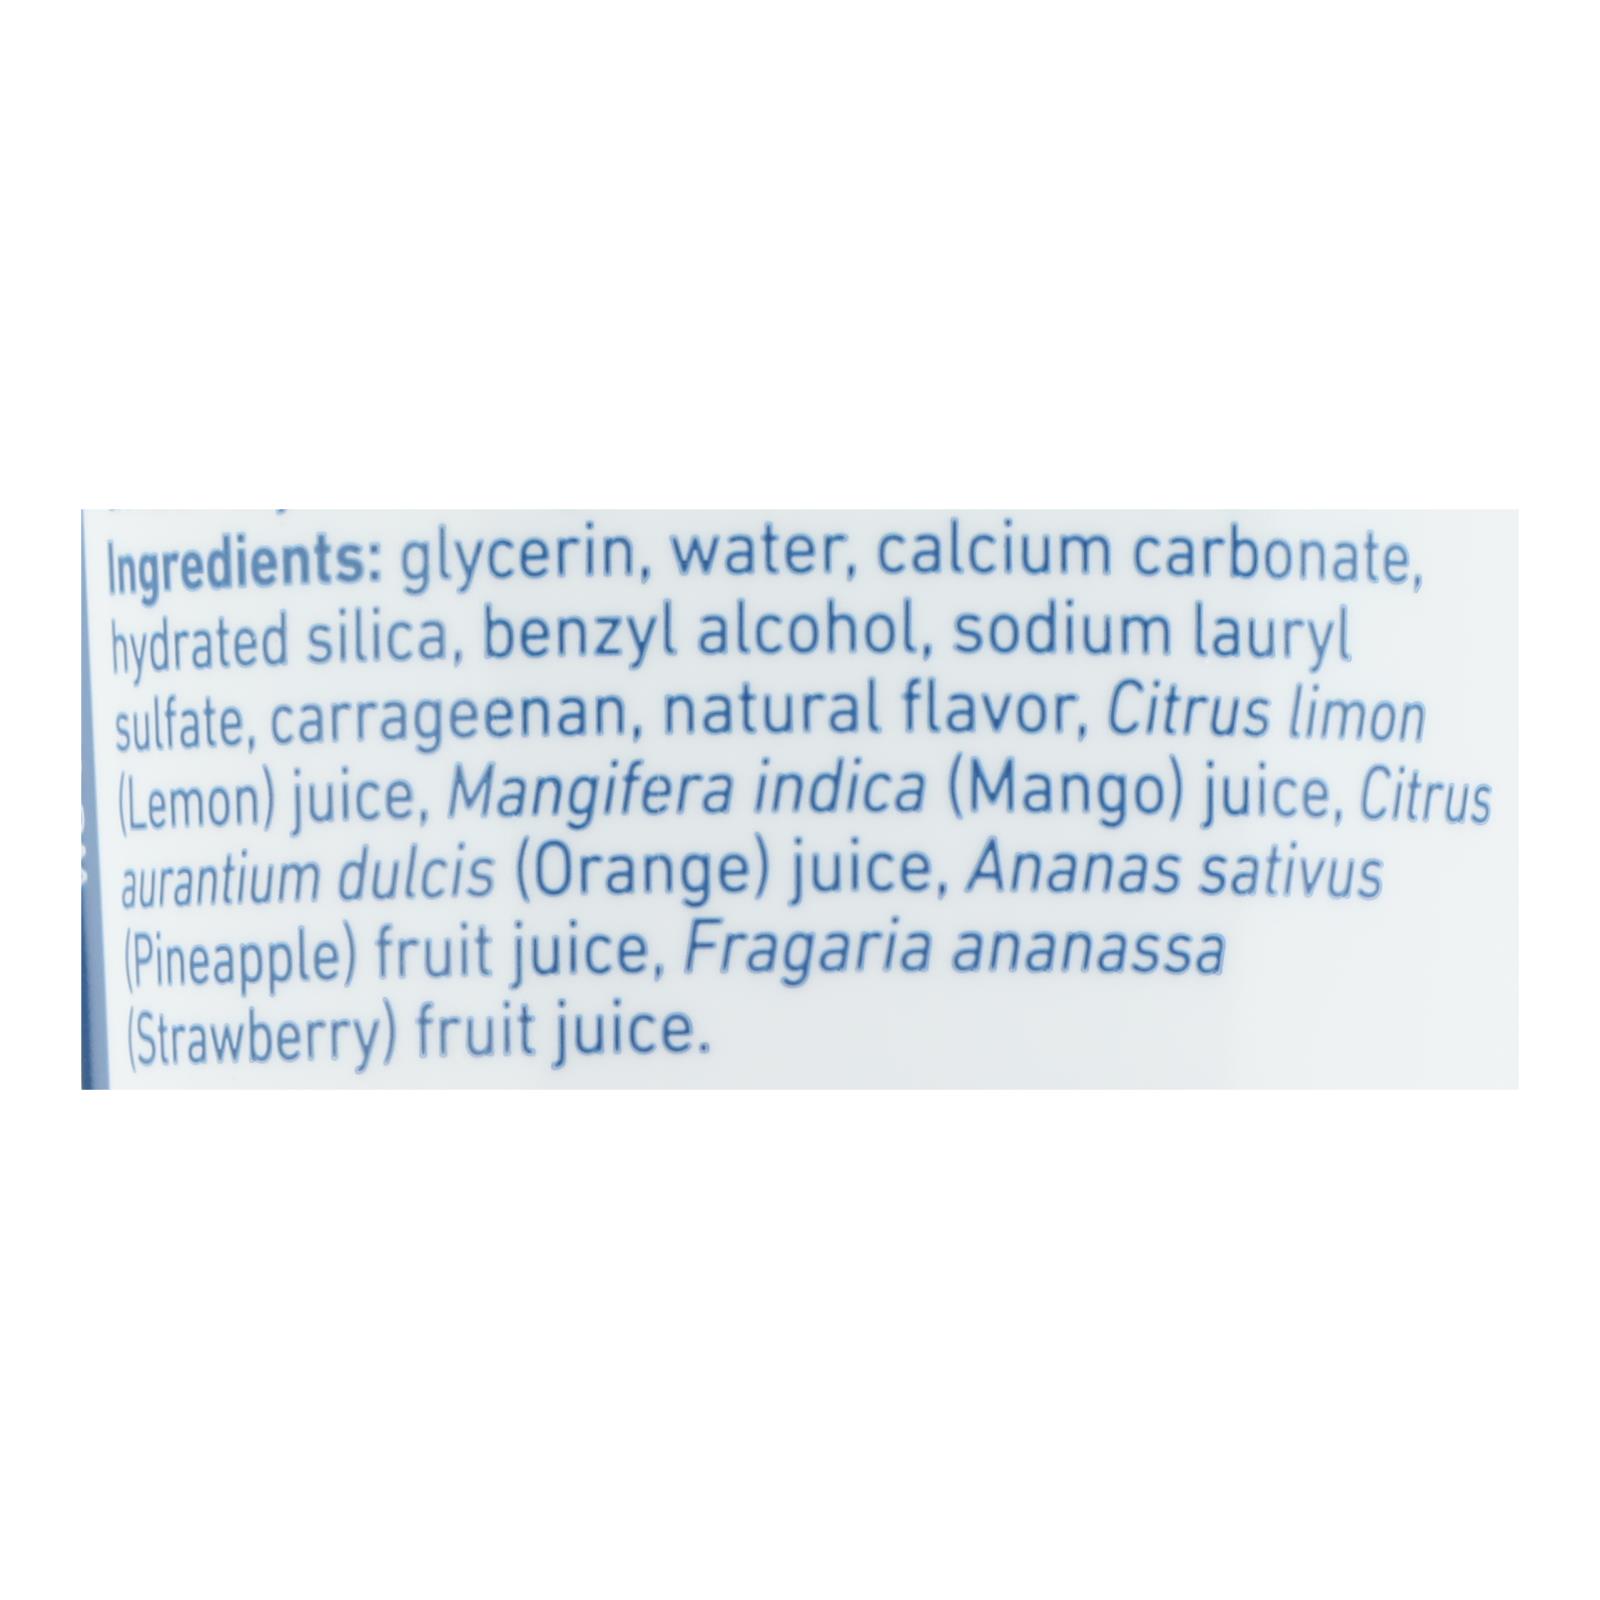 Ingredients: glycerin, water, calcium carbonate,
hydrated silica, benzyl alcohol, sodium lauryl
sulfate, carrageenan, natural flavor, Citrus limon
(Lemon) juice, Mangifera indica (Mango) juice, Citrus
aurantium dulcis (Orange) juice, Ananas sativus
(Pineapple) fruit juice, Fragaria ananassa
(Strawberry) fruit juice.